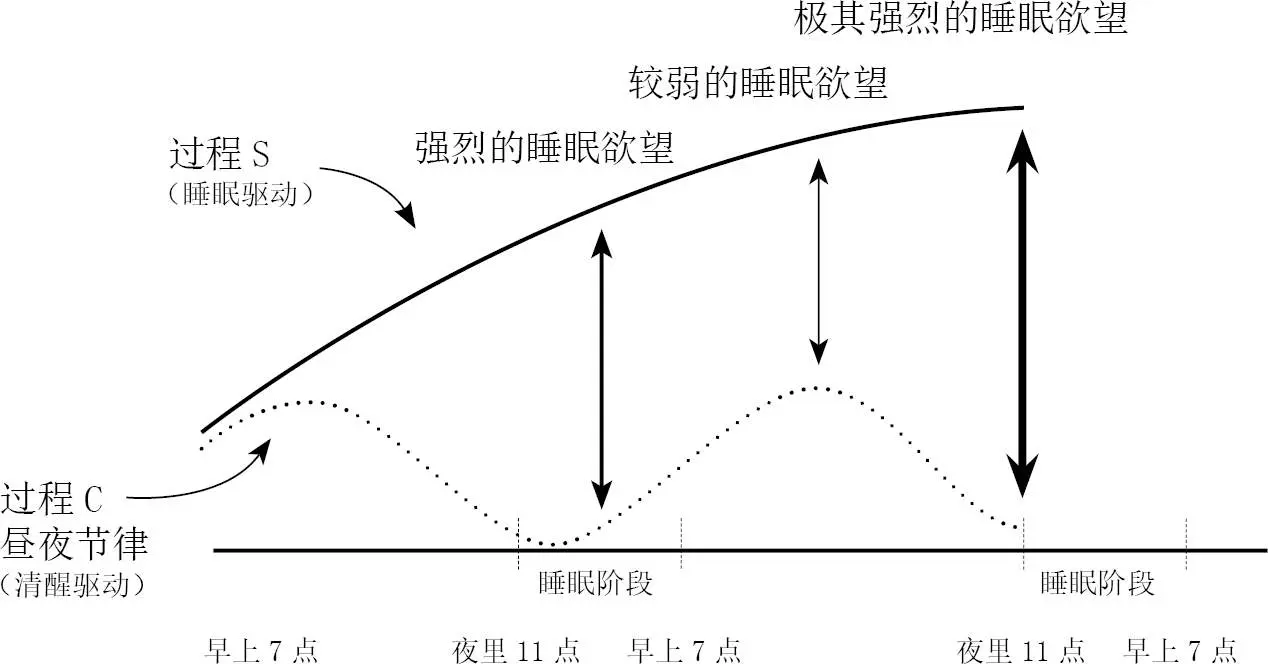 极其强烈的睡眠欲望
较弱的睡眠欲望
强烈的睡眠欲望
过程 S
（睡眠驱动）
过程 C
昼夜节律
（清醒驱动）
睡眠阶段
睡眠阶段
早上 7 点
夜里 11 点
早上 7 点
夜里 11 点
早上 7 点